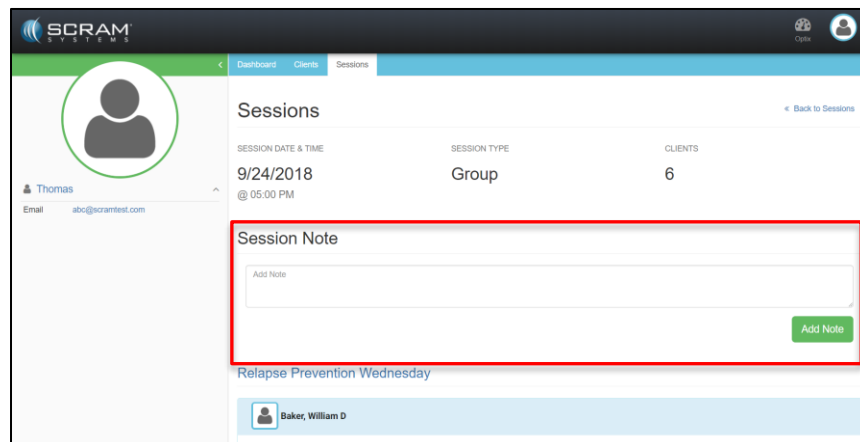 SCRAM
SYSTEMS
Optix
Dashboard Clients Sessions
Sessions
« Back to Sessions
SESSION DATE & TIME SESSION TYPE CLIENTS
9/24/2018 Group 6
@ 05:00 PM
Thomas
Email abc@scramtest.com
Session Note
Add Note
Add Note
Relapse Prevention Wednesday
Baker, William D